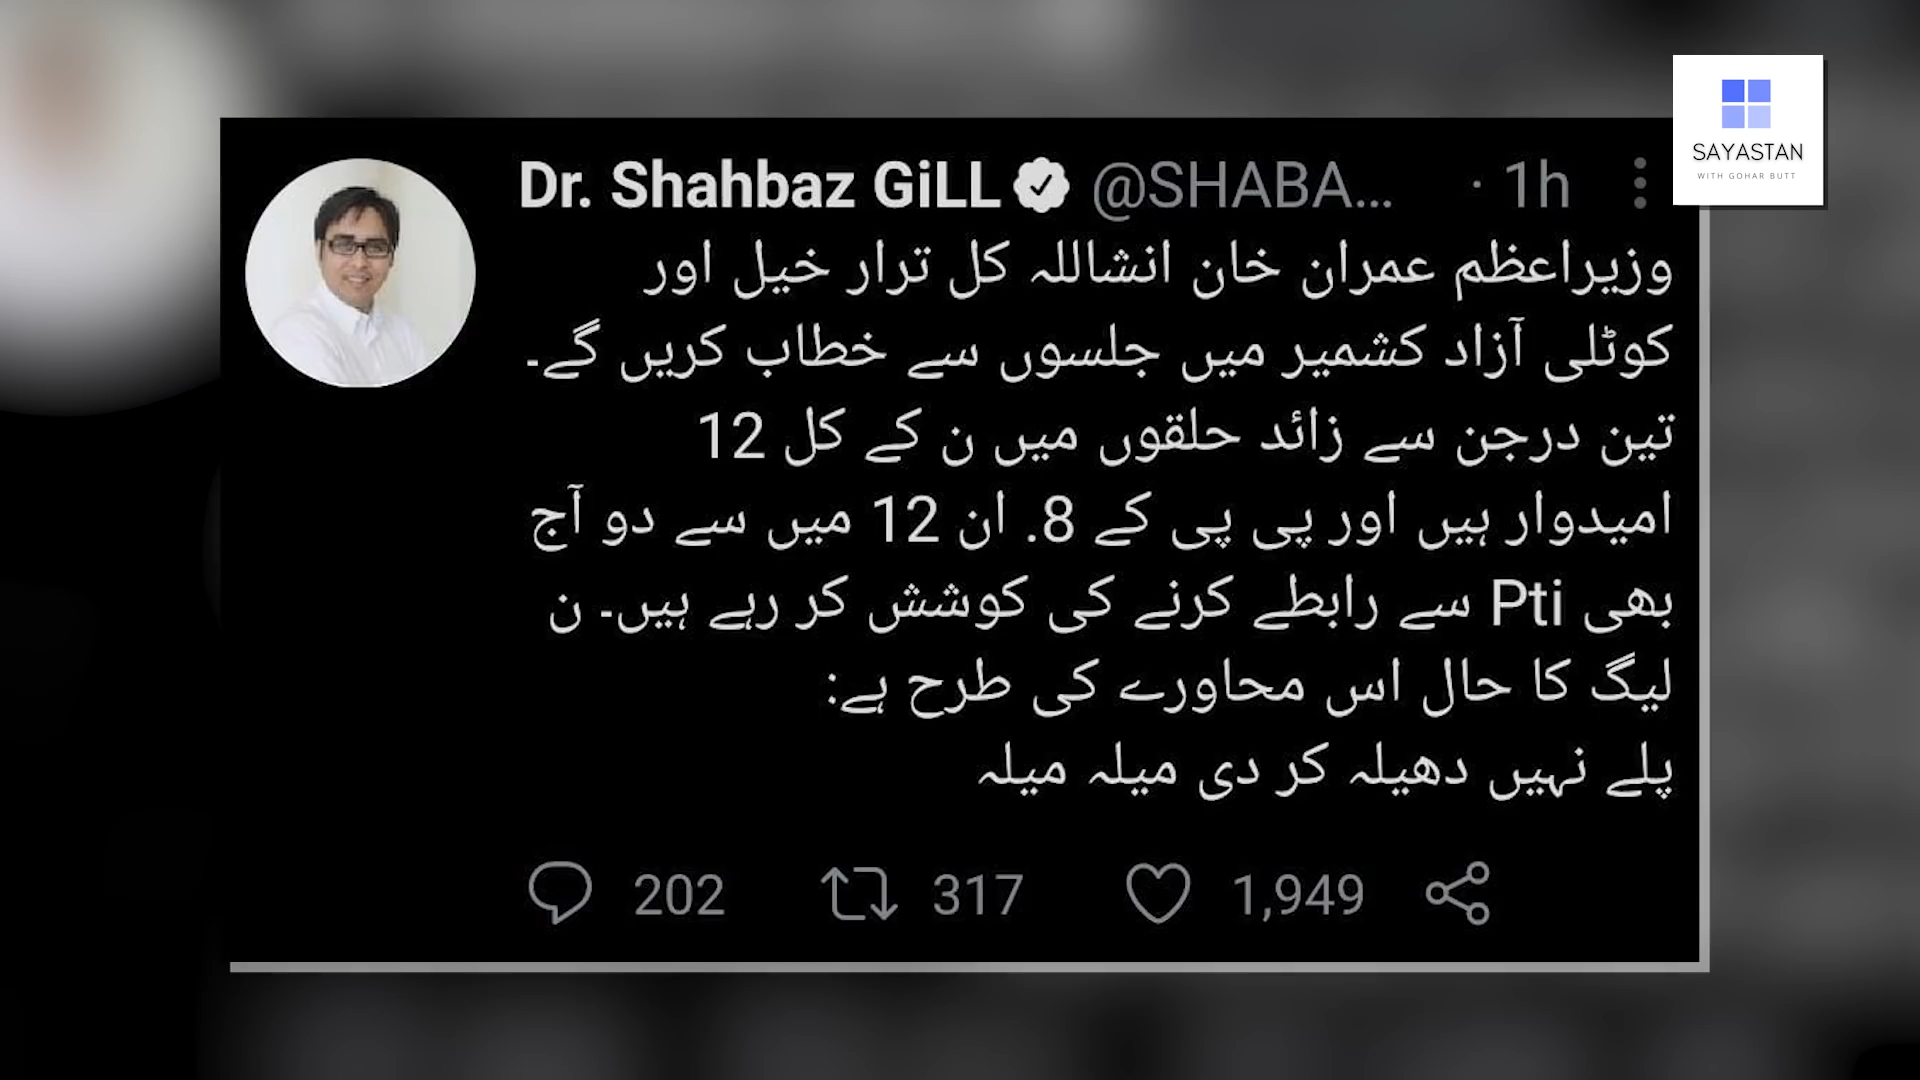 SAYASTAN
WITH GOHAR BUTT
Dr. Shahbaz GiLL @SHABA... · 1h
وزیراعظم عمران خان انشاللہ کل ترار خیل اور
کوٹلی آزاد کشمیر میں جلسوں سے خطاب کریں گے۔
تین درجن سے زائد حلقوں میں ن کے کل 12
امیدوار ہیں اور پی پی کے 8. ان 12 میں سے دو آج
بھی Pti سے رابطے کرنے کی کوشش کر رہے ہیں۔ ن
لیگ کا حال اس محاورے کی طرح ہے:
پلے نہیں دھیلہ کر دی میلہ میلہ
202 317 1,949